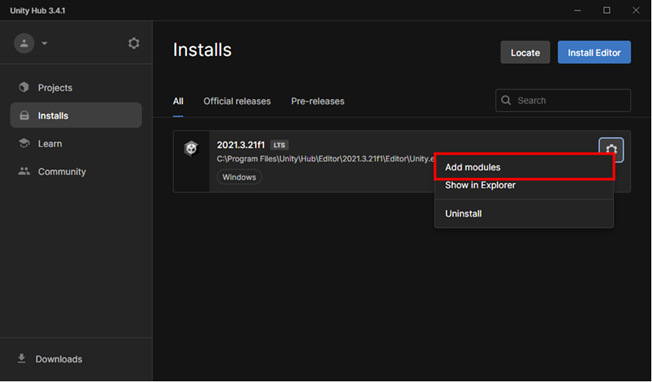 Unity Hub 3.4.1
Installs
Locate
Install Editor
Projects
Installs
Learn
Community
Downloads
All
Official releases
Pre-releases
Search
2021.3.21f1 LTS
C:\Program Files\Unity\Hub\Editor\2021.3.21f1\Editor\Unity.e
Windows
Add modules
Show in Explorer
Uninstall